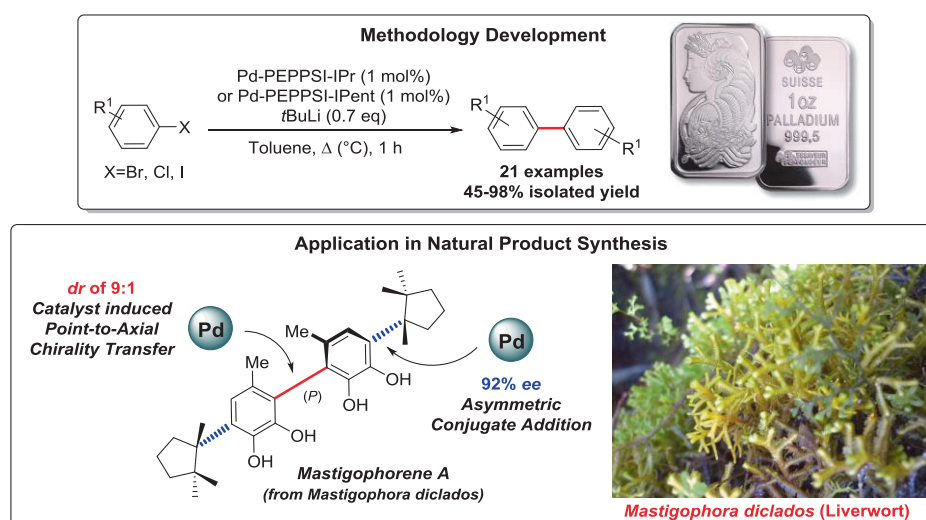 Methodology Development
R¹
X
X=Br, Cl, I
Pd-PEPPSI-IPr (1 mol%)
or Pd-PEPPSI-IPent (1 mol%)
tBuLi (0.7 eq)
Toluene, Δ (°C), 1 h
R¹
R¹
21 examples
45-98% isolated yield
SUISSE
1oz
PALLADIUM
999,5
Application in Natural Product Synthesis
dr of 9:1
Catalyst induced
Point-to-Axial
Chirality Transfer
Pd
Me
Me
(P)
OH
OH
OH
OH
Pd
92% ee
Asymmetric
Conjugate Addition
Mastigophorene A
(from Mastigophora diclados)
Mastigophora diclados (Liverwort)